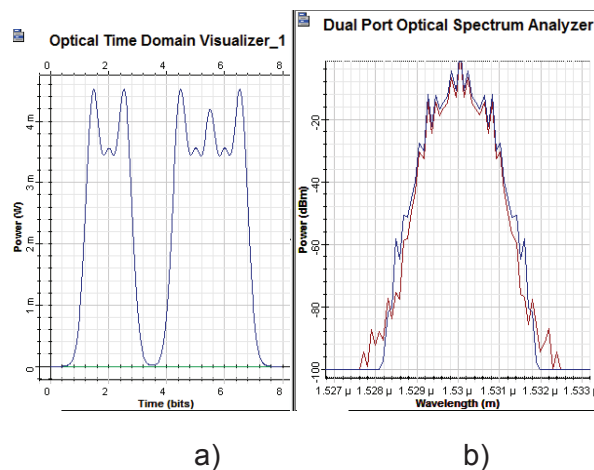 Optical Time Domain Visualizer_1
0 2 4 6 8
Power (W)
4 m
3 m
2 m
1 m
0
0 2 4 6 8
Time (bits)
a)
Dual Port Optical Spectrum Analyzer
Power (dBm)
-20
-40
-60
-80
-100
1.527 µ 1.528 µ 1.529 µ 1.53 µ 1.531 µ 1.532 µ 1.533 µ
Wavelength (m)
b)